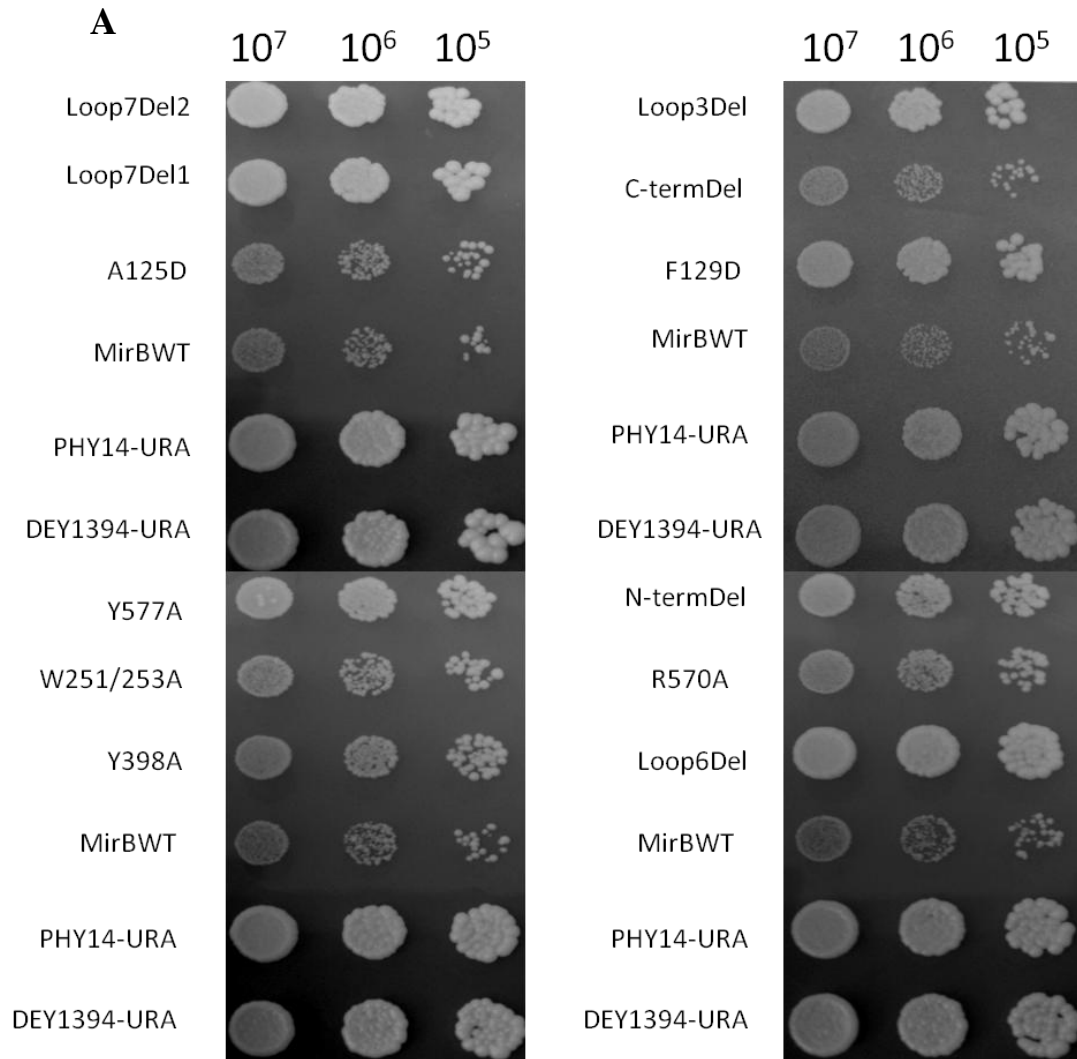 A
10⁷ 10⁶ 10⁵
Loop7Del2
Loop7Del1
A125D
MirBWT
PHY14-URA
DEY1394-URA
Y577A
W251/253A
Y398A
MirBWT
PHY14-URA
DEY1394-URA
10⁷ 10⁶ 10⁵
Loop3Del
C-termDel
F129D
MirBWT
PHY14-URA
DEY1394-URA
N-termDel
R570A
Loop6Del
MirBWT
PHY14-URA
DEY1394-URA